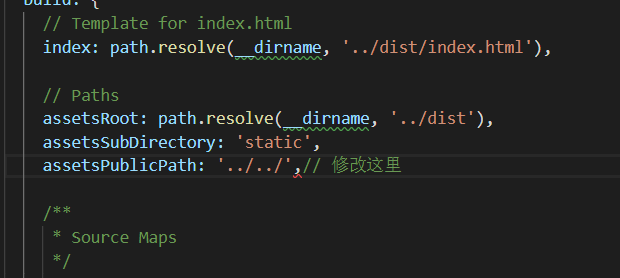 build: {
// Template for index.html
index: path.resolve(__dirname, '../dist/index.html'),
// Paths
assetsRoot: path.resolve(__dirname, '../dist'),
assetsSubDirectory: 'static',
assetsPublicPath: '../../',// 修改这里
/**
* Source Maps
*/